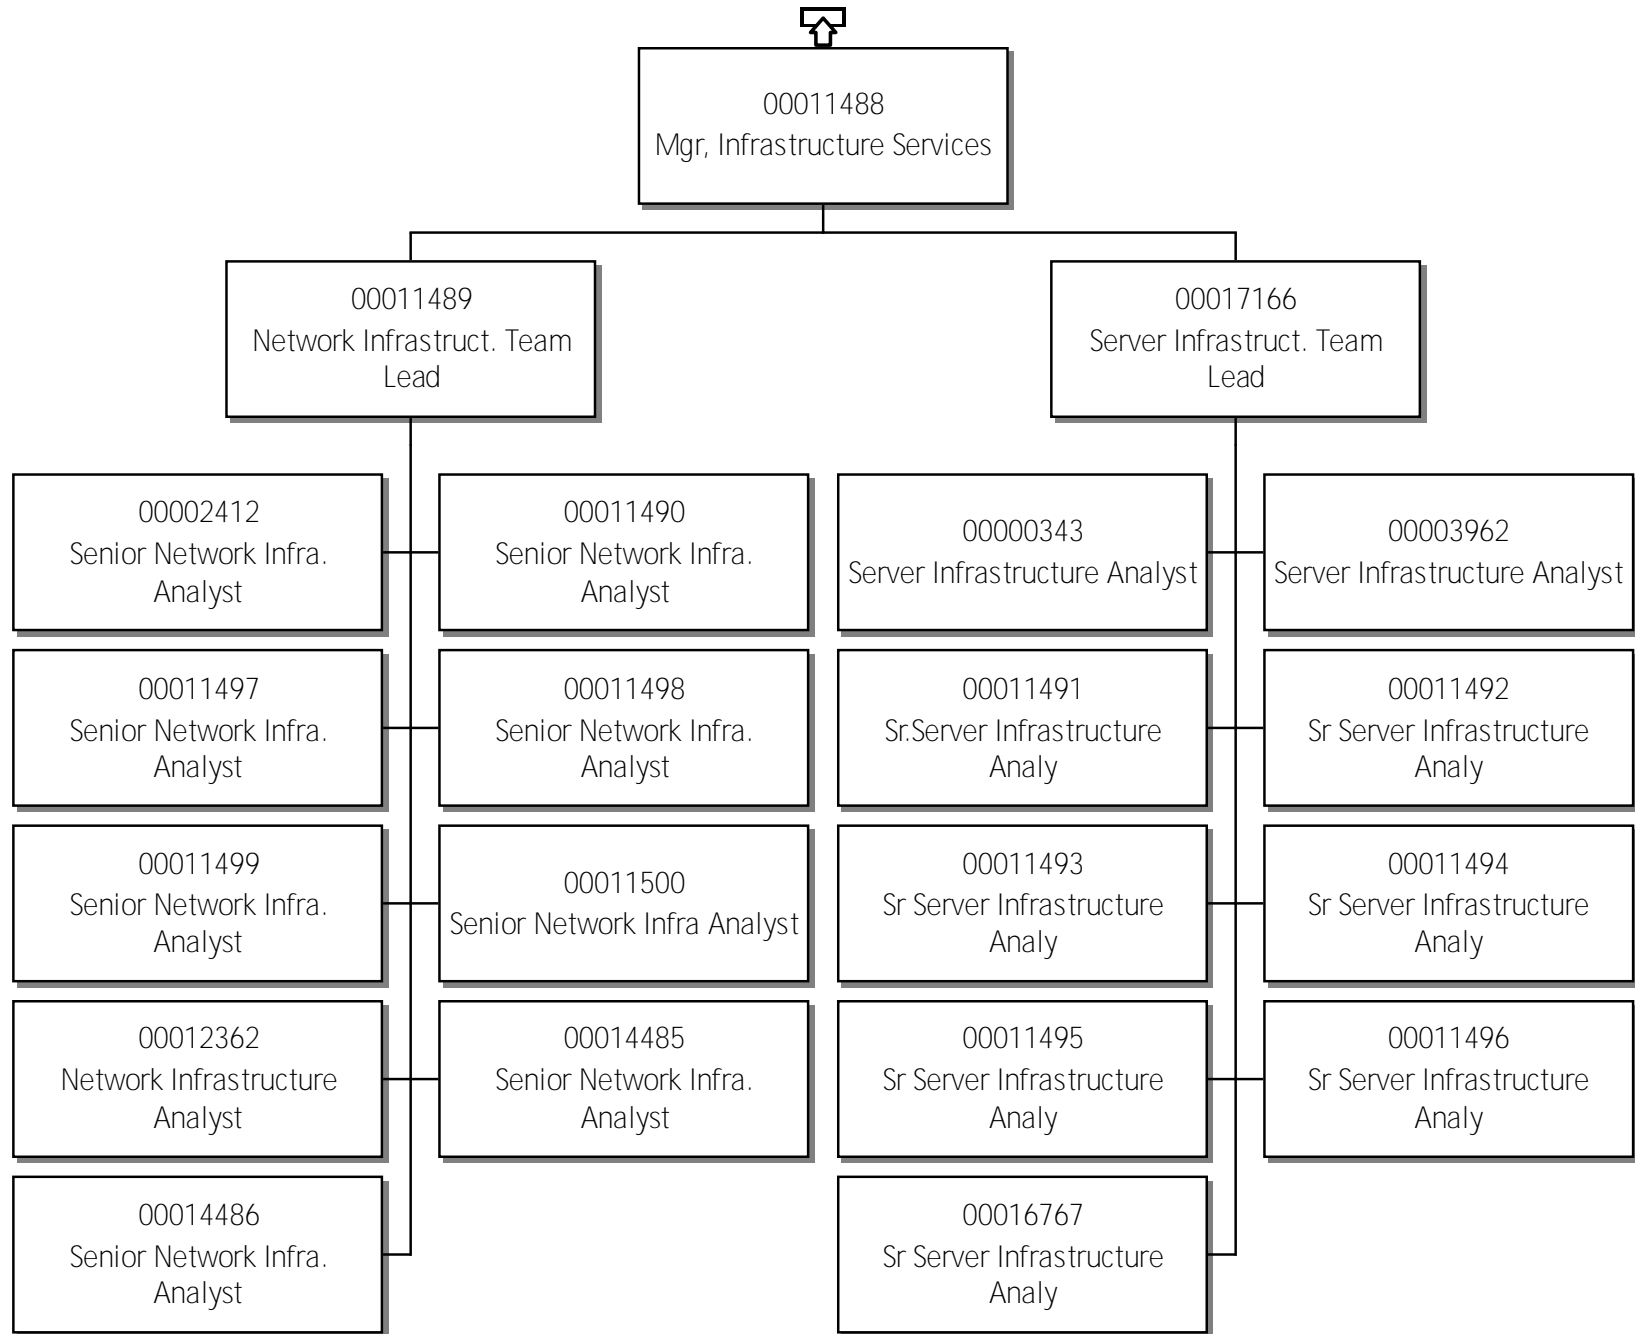 00011488
Mgr, Infrastructure Services
00011489
Network Infrastruct. Team
Lead
00017166
Server Infrastruct. Team
Lead
00002412
Senior Network Infra.
Analyst
00011490
Senior Network Infra.
Analyst
00000343
Server Infrastructure Analyst
00003962
Server Infrastructure Analyst
00011497
Senior Network Infra.
Analyst
00011498
Senior Network Infra.
Analyst
00011491
Sr.Server Infrastructure
Analy
00011492
Sr Server Infrastructure
Analy
00011499
Senior Network Infra.
Analyst
00011500
Senior Network Infra Analyst
00011493
Sr Server Infrastructure
Analy
00011494
Sr Server Infrastructure
Analy
00012362
Network Infrastructure
Analyst
00014485
Senior Network Infra.
Analyst
00011495
Sr Server Infrastructure
Analy
00011496
Sr Server Infrastructure
Analy
00014486
Senior Network Infra.
Analyst
00016767
Sr Server Infrastructure
Analy